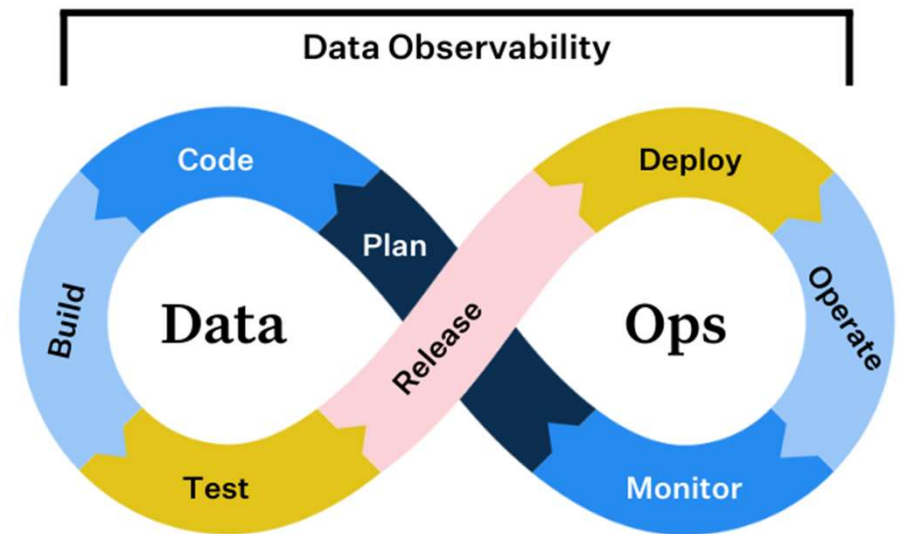 Data Observability
Code
Deploy
Plan
Build
Data
Release
Ops
Operate
Test
Monitor